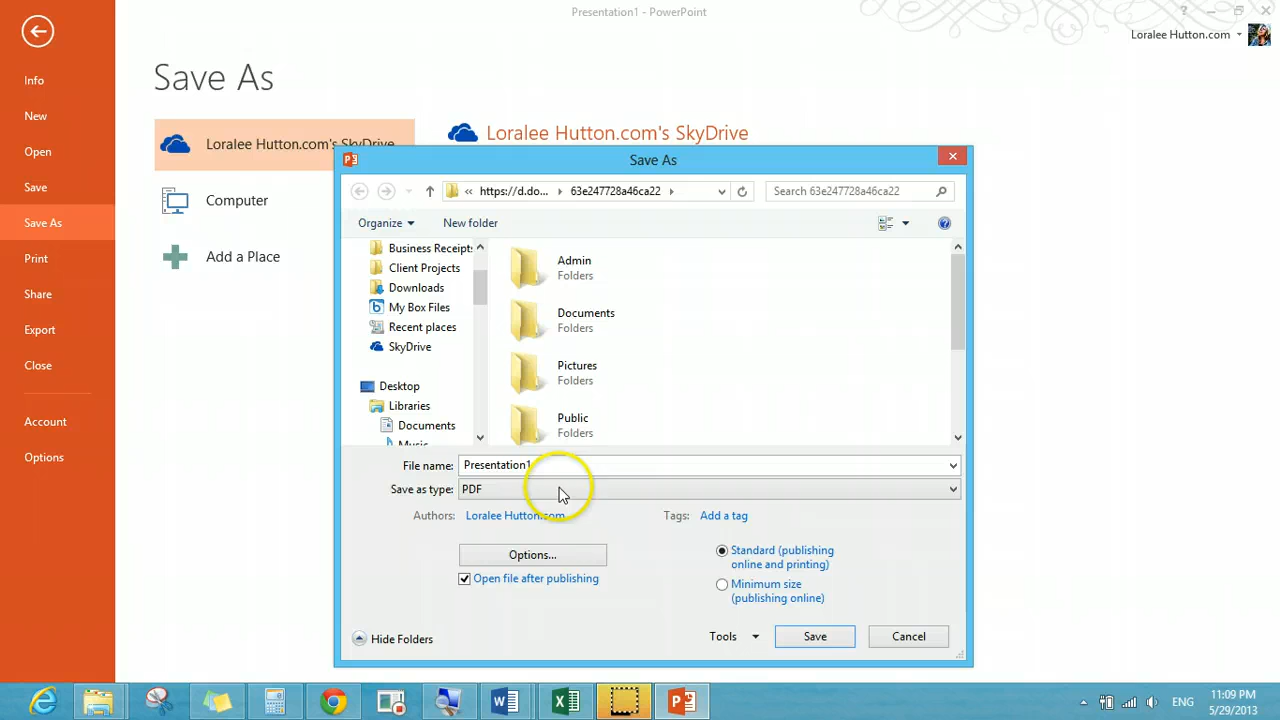 Presentation1 - PowerPoint
?
Loralee Hutton.com
Info
New
Open
Save
Save As
Print
Share
Export
Close
Account
Options
Save As
Loralee Hutton.com's SkyDrive
Computer
Add a Place
Loralee Hutton.com's SkyDrive
Save As
« https://d.do...
63e247728a46ca22
Search 63e247728a46ca22
Organize
New folder
?
Business Receipts
Client Projects
Downloads
My Box Files
Recent places
SkyDrive
Desktop
Libraries
Documents
Music
Admin
Folders
Documents
Folders
Pictures
Folders
Public
Folders
File name: Presentation1
Save as type: PDF
Authors: Loralee Hutton.com
Tags: Add a tag
Options...
Open file after publishing
Standard (publishing
online and printing)
Minimum size
(publishing online)
Hide Folders
Tools
Save
Cancel
ENG
11:09 PM
5/29/2013